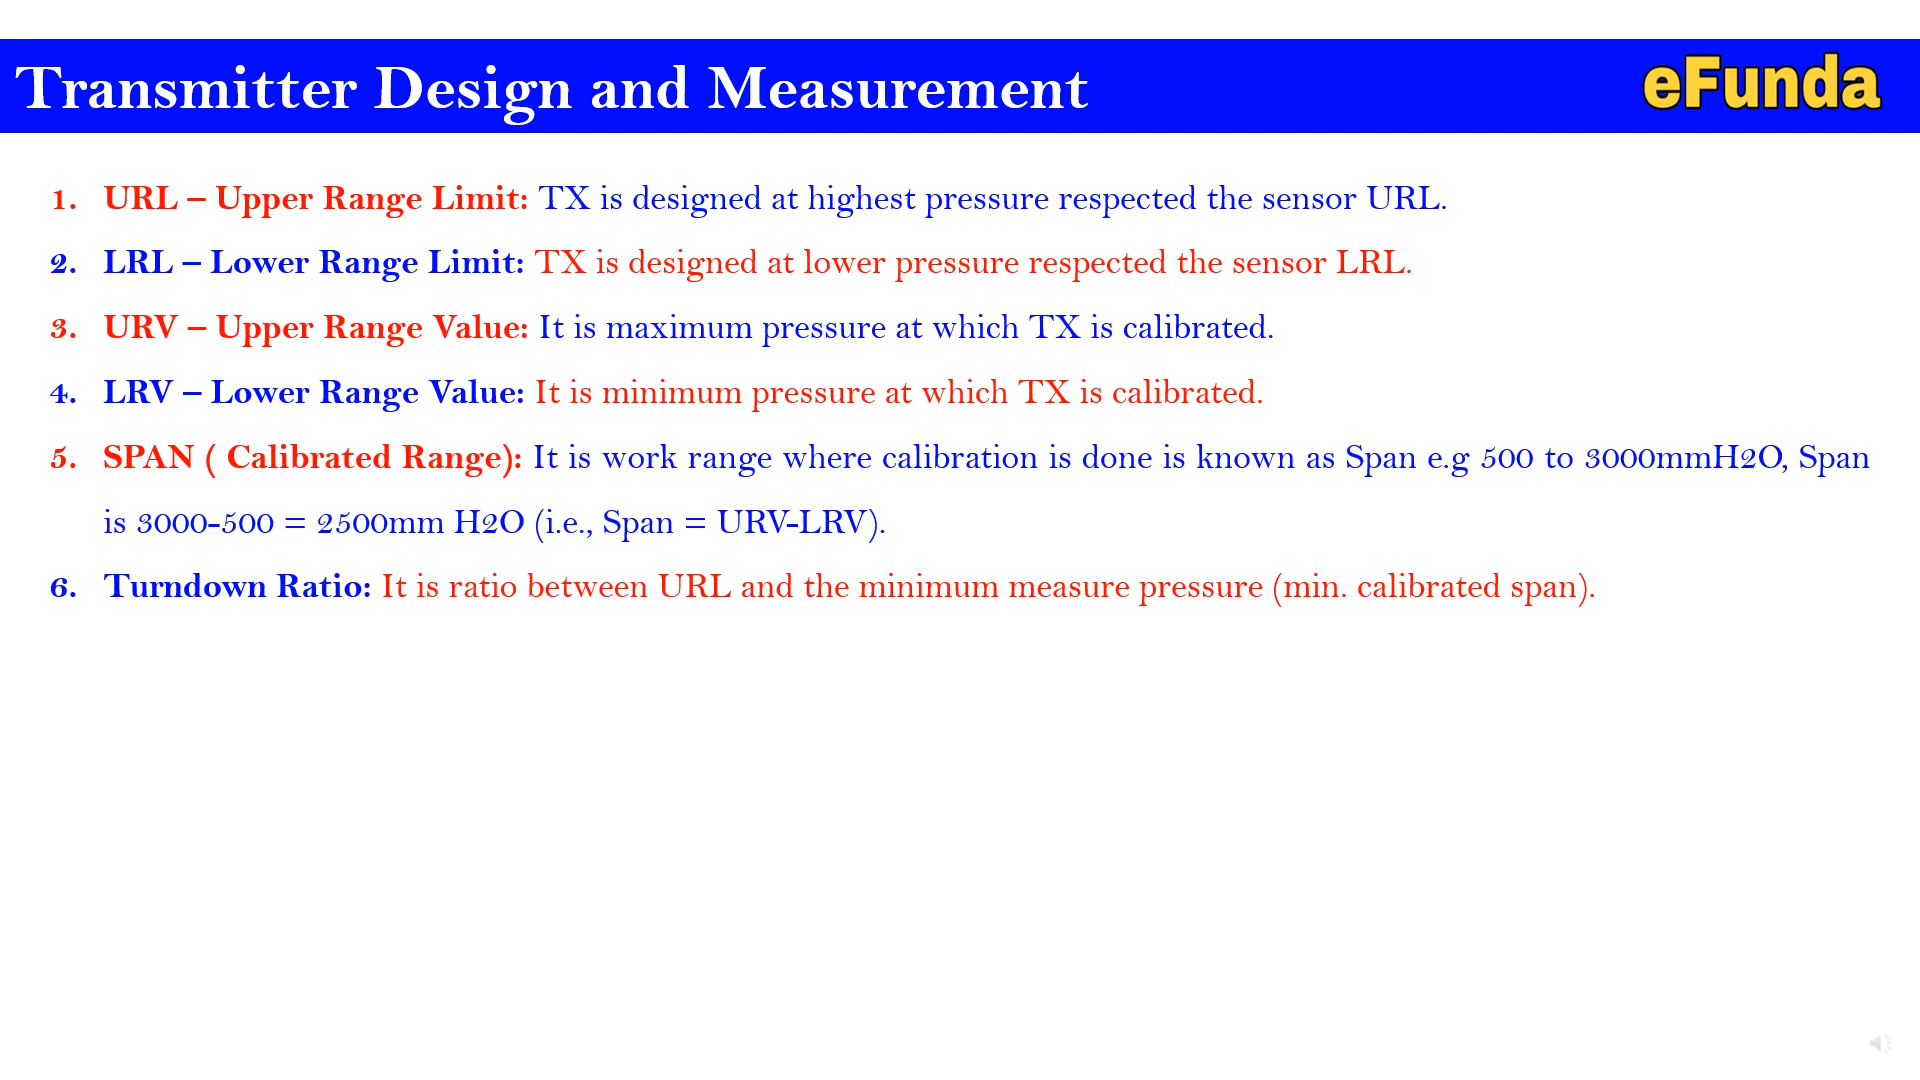 Transmitter Design and Measurement
eFunda
1. URL – Upper Range Limit: TX is designed at highest pressure respected the sensor URL.
2. LRL – Lower Range Limit: TX is designed at lower pressure respected the sensor LRL.
3. URV – Upper Range Value: It is maximum pressure at which TX is calibrated.
4. LRV – Lower Range Value: It is minimum pressure at which TX is calibrated.
5. SPAN ( Calibrated Range): It is work range where calibration is done is known as Span e.g 500 to 3000mmH2O, Span
is 3000-500 = 2500mm H2O (i.e., Span = URV-LRV).
6. Turndown Ratio: It is ratio between URL and the minimum measure pressure (min. calibrated span).